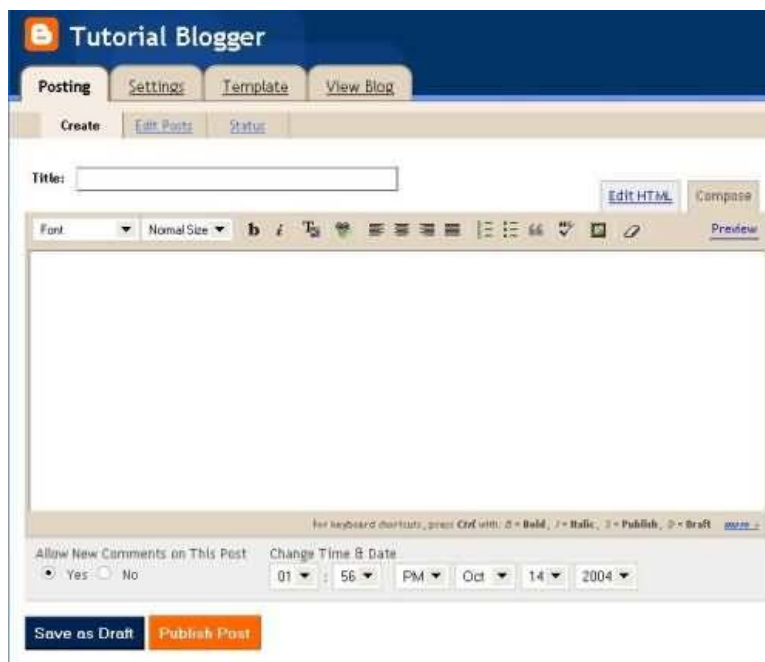 Tutorial Blogger
Posting Settings Template View Blog
Create Edit Posts Status
Title:
Edit HTML Compose
Font Normal Size b i Preview
For keyboard shortcuts, press Ctrl with: B = Bold, I = Italic, = Publish, D = Draft more
Allow New Comments on This Post Change Time & Date
Yes No 01 : 56 PM Oct 14 2004
Save as Draft Publish Post